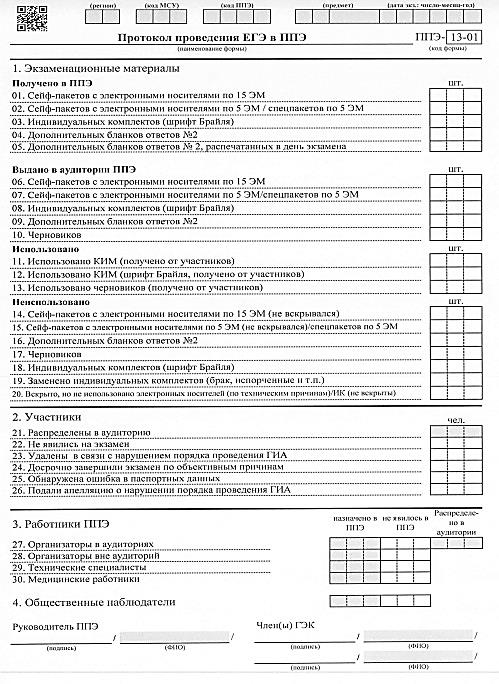 (регион) (код МСУ) (код ППЭ) (предмет) (дата экз.: число-месяц-год)
Протокол проведения ЕГЭ в ППЭ ППЭ- 13-01
(наименование формы) (код формы)
1. Экзаменационные материалы
Получено в ППЭ шт.
01. Сейф-пакетов с электронными носителями по 15 ЭМ
02. Сейф-пакетов с электронными носителями по 5 ЭМ / спецпакетов по 5 ЭМ
03. Индивидуальных комплектов (шрифт Брайля)
04. Дополнительных бланков ответов №2
05. Дополнительных бланков ответов № 2, распечатанных в день экзамена
Выдано в аудитории ППЭ шт.
06. Сейф-пакетов с электронными носителями по 15 ЭМ
07. Сейф-пакетов с электронными носителями по 5 ЭМ/спецпакетов по 5 ЭМ
08. Индивидуальных комплектов (шрифт Брайля)
09. Дополнительных бланков ответов №2
10. Черновиков
Использовано шт.
11. Использовано КИМ (получено от участников)
12. Использовано КИМ (шрифт Брайля, получено от участников)
13. Использовано черновиков (получено от участников)
Неиспользовано шт.
14. Сейф-пакетов с электронными носителями по 15 ЭМ (не вскрывался)
15. Сейф-пакетов с электронными носителями по 5 ЭМ (не вскрывался)/спецпакетов по 5 ЭМ
16. Дополнительных бланков ответов №2
17. Черновиков
18. Индивидуальных комплектов (шрифт Брайля)
19. Заменено индивидуальных комплектов (брак, испорченные и т.п.)
20. Вскрыто, но не использовано электронных носителей (по техническим причинам)/ИК (не вскрыты)
2. Участники чел.
21. Распределены в аудиторию
22. Не явились на экзамен
23. Удалены в связи с нарушением порядка проведения ГИА
24. Досрочно завершили экзамен по объективным причинам
25. Обнаружена ошибка в паспортных данных
26. Подали апелляцию о нарушении порядка проведения ГИА
3. Работники ППЭ
назначено в ППЭ
не явилось в ППЭ
Распределе-
но в
аудитории
27. Организаторы в аудиториях
28. Организаторы вне аудиторий
29. Технические специалисты
30. Медицинские работники
4. Общественные наблюдатели
Руководитель ППЭ / / Член(ы) ГЭК / /
(подпись) (ФИО) (подпись) (ФИО)
/ /
(подпись) (ФИО)